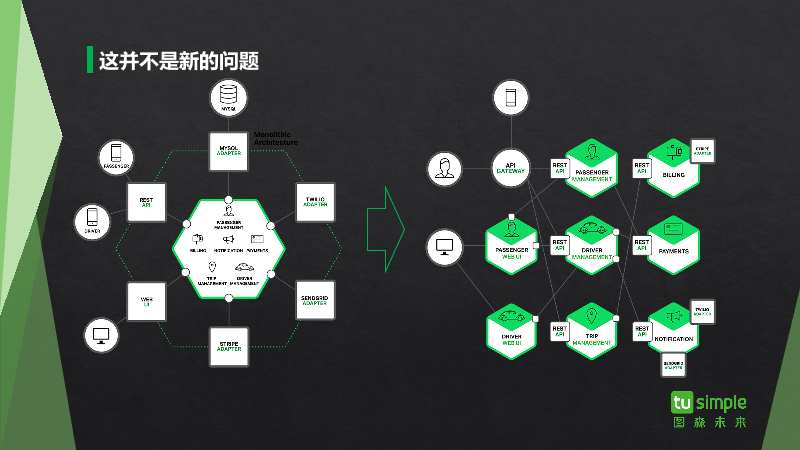 这并不是新的问题
MYSQL
Monolithic
Architecture
MYSQL
ADAPTER
PASSENGER
REST
API
TWILIO
ADAPTER
DRIVER
PASSENGER
MANAGEMENT
BILLING
NOTIFICATION
PAYMENTS
TRIP
MANAGEMENT
DRIVER
MANAGEMENT
WEB
UI
SENDGRID
ADAPTER
STRIPE
ADAPTER
API
GATEWAY
REST
API
PASSENGER
MANAGEMENT
REST
API
BILLING
STRIPE
ADAPTER
PASSENGER
WEB UI
REST
API
DRIVER
MANAGEMENT
REST
API
PAYMENTS
DRIVER
WEB UI
REST
API
TRIP
MANAGEMENT
REST
API
NOTIFICATION
TWILIO
ADAPTER
SENDGRID
ADAPTER
tu simple
图森未来